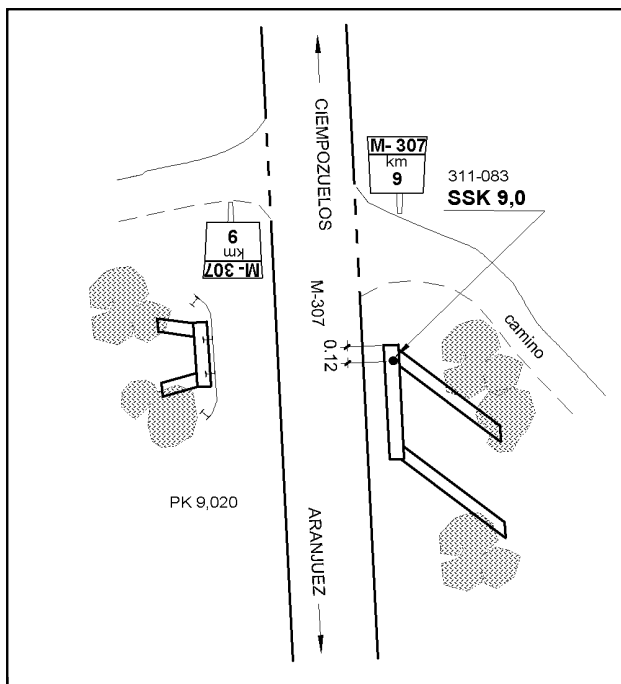 CIEMPOZUELOS
M-307
km
9
311-083
SSK 9,0
M-307
km
9
M-307
0.12
camino
PK 9,020
ARANJUEZ